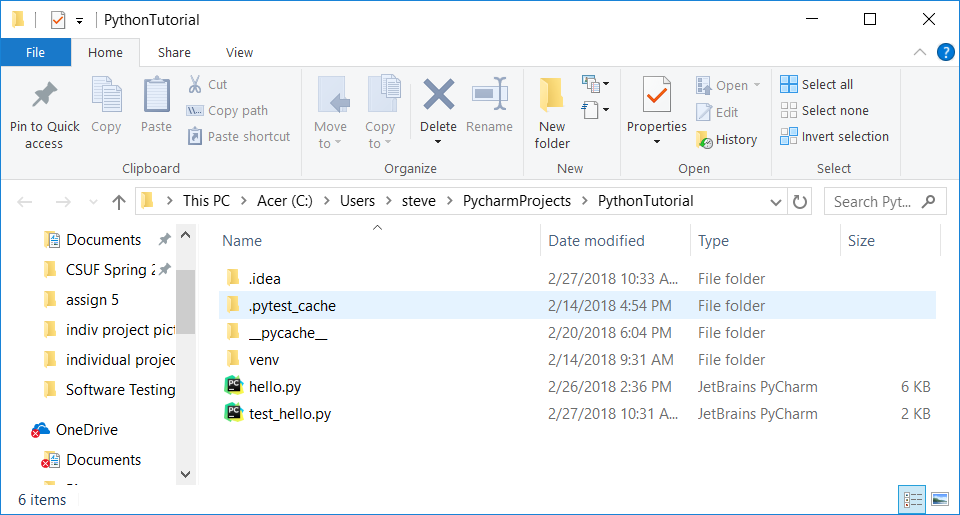 PythonTutorial
File Home Share View
Pin to Quick access
Copy
Paste
Cut
Copy path
Paste shortcut
Clipboard
Move to
Copy to
Delete
Rename
Organize
New folder
New
Properties
Open
Edit
History
Open
Select all
Select none
Invert selection
Select
This PC > Acer (C:) > Users > steve > PycharmProjects > PythonTutorial
Search Pyt...
Documents
CSUF Spring 2
assign 5
indiv project pict
individual projec
Software Testing
OneDrive
Documents
Name Date modified Type Size
.idea 2/27/2018 10:33 A... File folder
.pytest_cache 2/14/2018 4:54 PM File folder
__pycache__ 2/20/2018 6:04 PM File folder
venv 2/14/2018 9:31 AM File folder
hello.py 2/26/2018 2:36 PM JetBrains PyCharm 6 KB
test_hello.py 2/27/2018 10:31 A... JetBrains PyCharm 2 KB
6 items